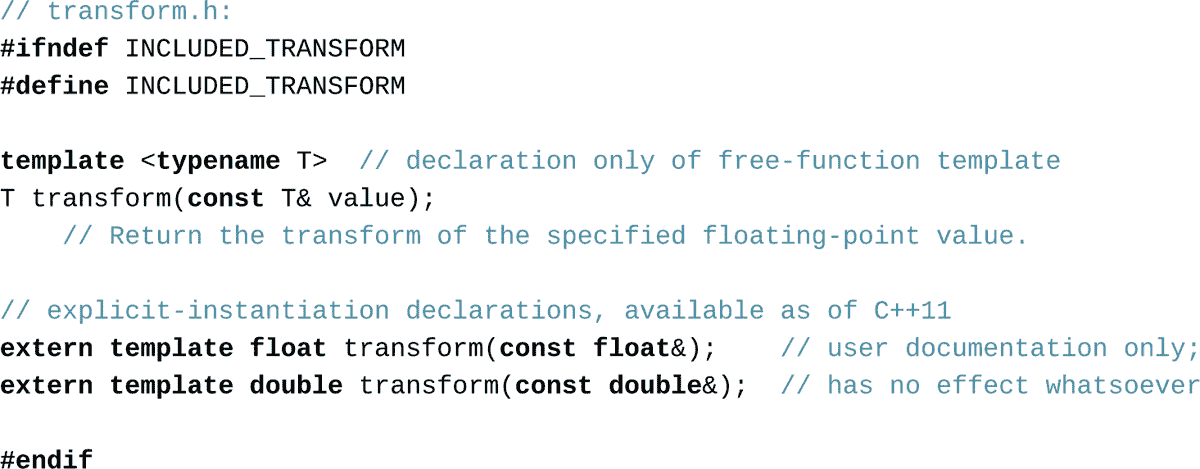 // transform.h:
#ifndef INCLUDED_TRANSFORM
#define INCLUDED_TRANSFORM
template <typename T>  // declaration only of free-function template
T transform(const T& value);
    // Return the transform of the specified floating-point value.
// explicit-instantiation declarations, available as of C++11
extern template float transform(const float&);    // user documentation only;
extern template double transform(const double&);  // has no effect whatsoever
#endif